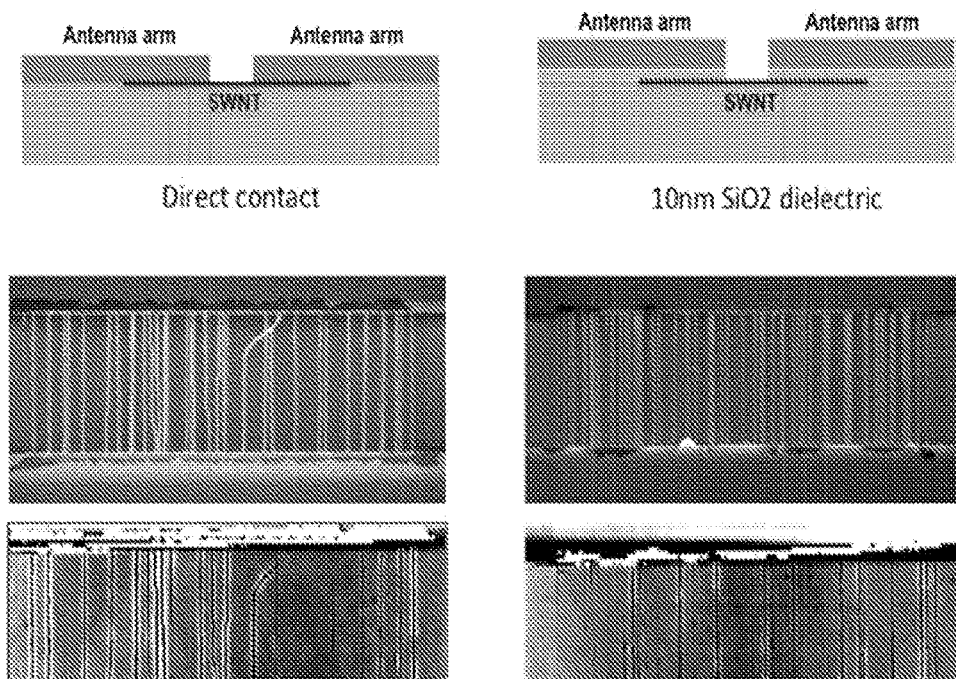 Antenna arm Antenna arm
SWNT
Direct contact
Antenna arm Antenna arm
SWNT
10nm SiO2 dielectric